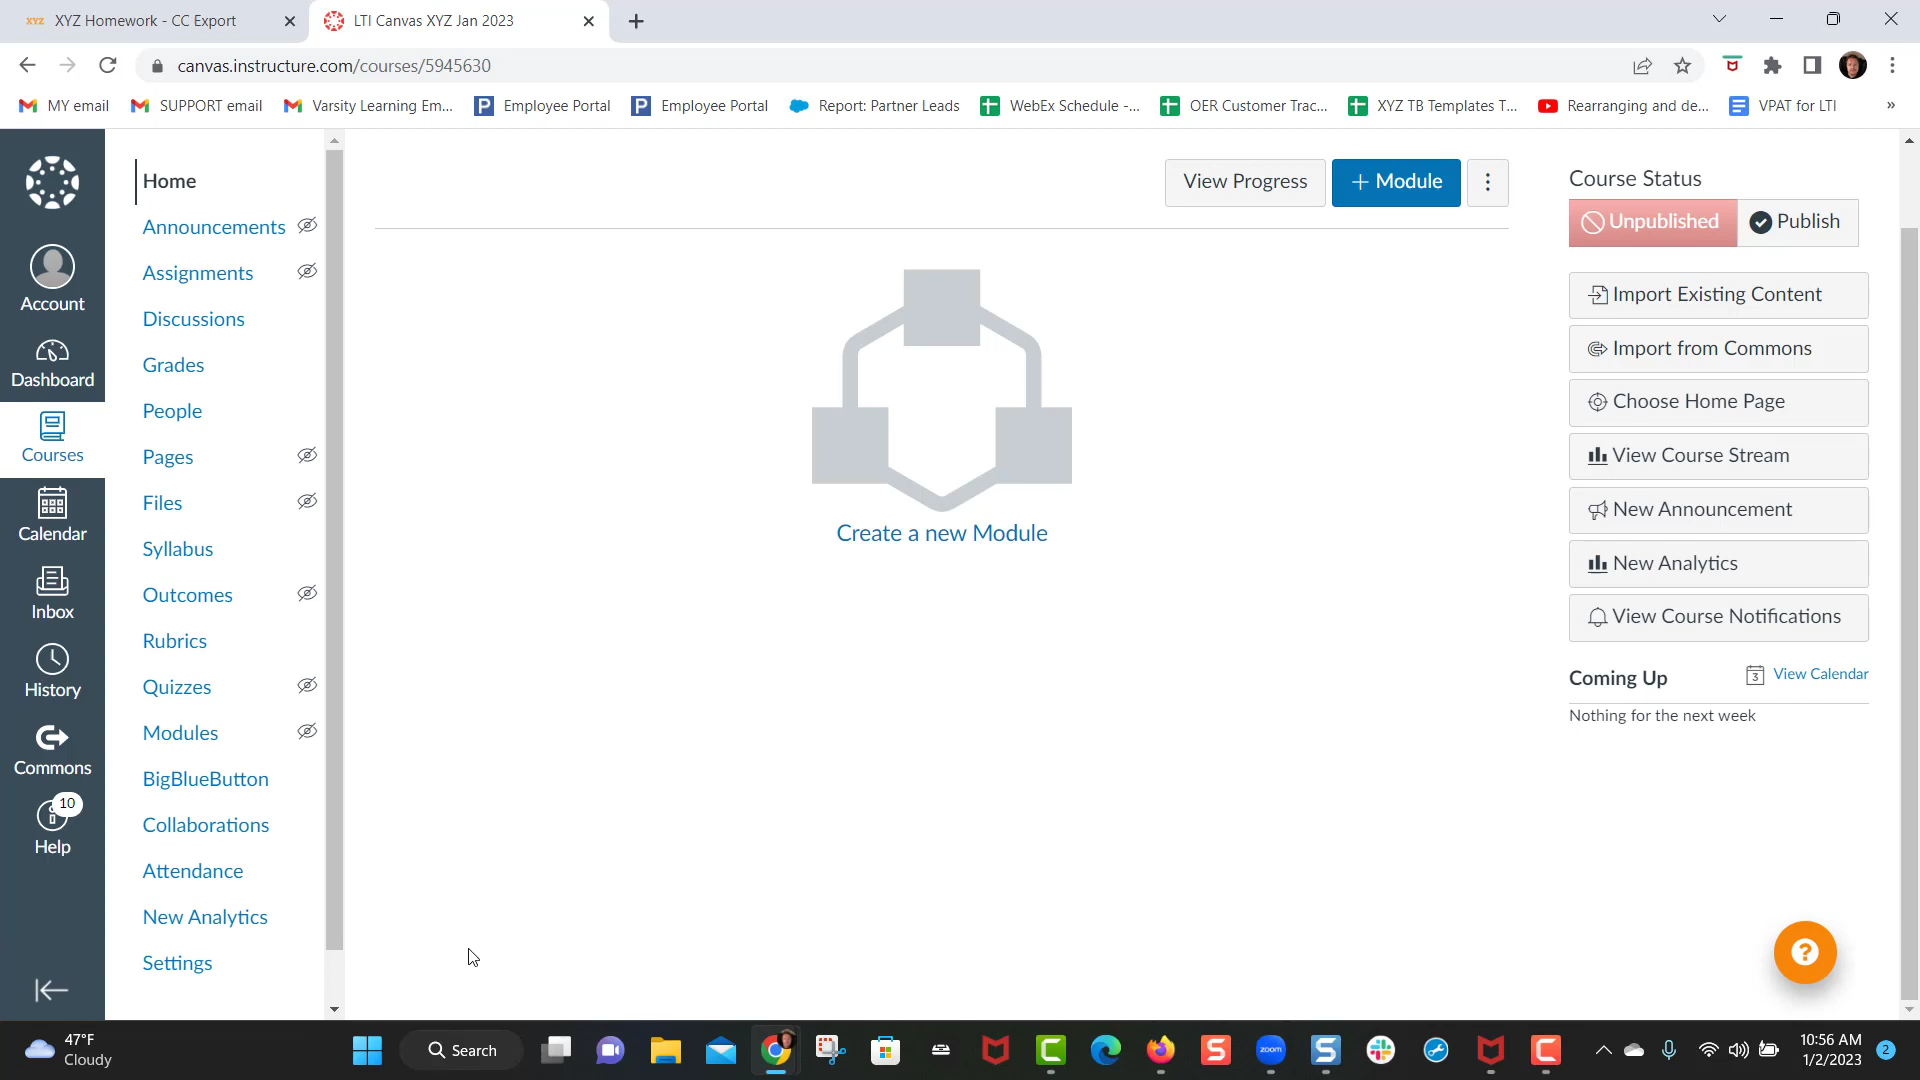 XYZ Homework - CC Export
LTI Canvas XYZ Jan 2023
canvas.instructure.com/courses/5945630
MY email
SUPPORT email
Varsity Learning Em...
Employee Portal
Employee Portal
Report: Partner Leads
WebEx Schedule -...
OER Customer Trac...
XYZ TB Templates T...
Rearranging and de...
VPAT for LTI
»
Account
Dashboard
Courses
Calendar
Inbox
History
Commons
10
Help
Home
Announcements
Assignments
Discussions
Grades
People
Pages
Files
Syllabus
Outcomes
Rubrics
Quizzes
Modules
BigBlueButton
Collaborations
Attendance
New Analytics
Settings
View Progress
+ Module
Create a new Module
Course Status
Unpublished
Publish
Import Existing Content
Import from Commons
Choose Home Page
View Course Stream
New Announcement
New Analytics
View Course Notifications
Coming Up
3 View Calendar
Nothing for the next week
?
47°F
Cloudy
Search
zoom
10:56 AM
1/2/2023
2